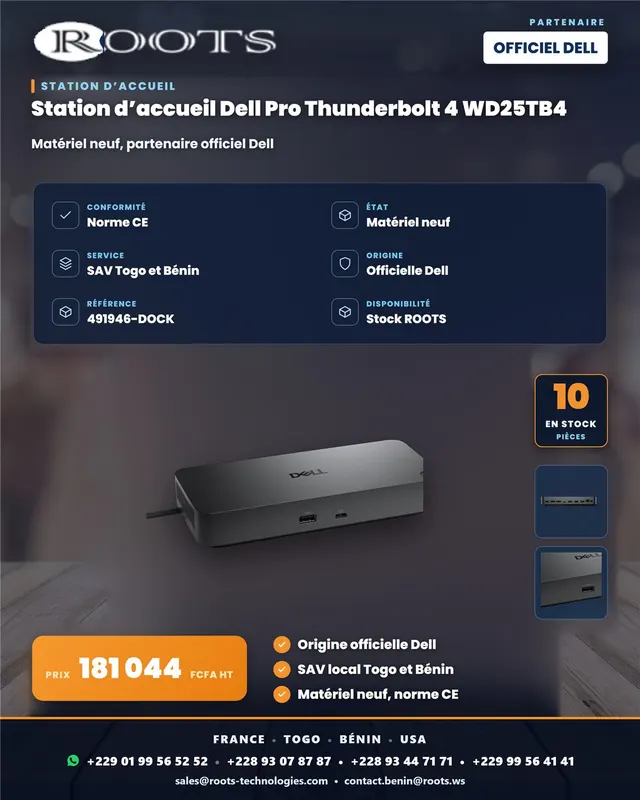 ROOTS
PARTENAIRE
OFFICIEL DELL
STATION D’ACCUEIL
Station d’accueil Dell Pro Thunderbolt 4 WD25TB4
Matériel neuf, partenaire officiel Dell
CONFORMITÉ
Norme CE
ÉTAT
Matériel neuf
SERVICE
SAV Togo et Bénin
ORIGINE
Officielle Dell
RÉFÉRENCE
491946-DOCK
DISPONIBILITÉ
Stock ROOTS
10
EN STOCK
PIÈCES
DELL
DELL
PRIX 181 044 FCFA HT
Origine officielle Dell
SAV local Togo et Bénin
Matériel neuf, norme CE
FRANCE • TOGO • BÉNIN • USA
+229 01 99 56 52 52 • +228 93 07 87 87 • +228 93 44 71 71 • +229 99 56 41 41
sales@roots-technologies.com • contact.benin@roots.ws